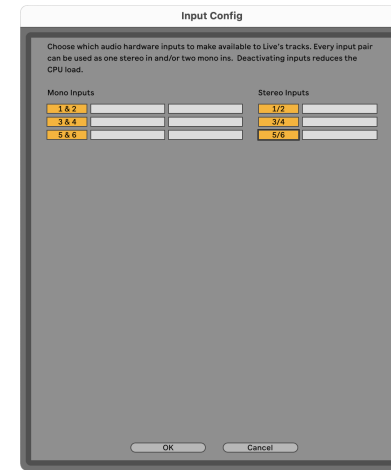 Input Config
Choose which audio hardware inputs to make available to Live's tracks. Every input pair
can be used as one stereo in and/or two mono ins.  Deactivating inputs reduces the
CPU load.
Mono Inputs
Stereo Inputs
1 & 2
1/2
3 & 4
3/4
5 & 6
5/6
OK
Cancel